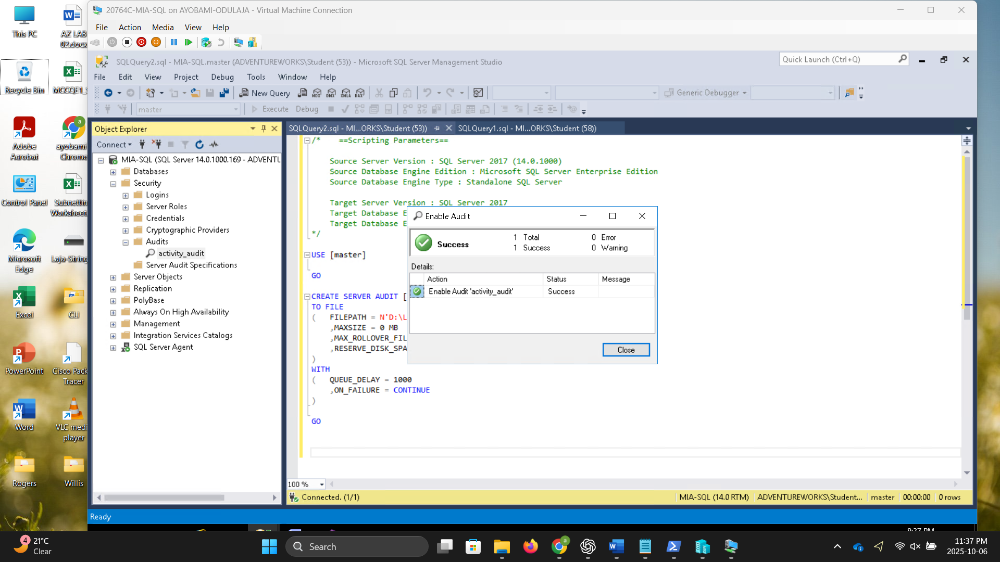 20764C-MIA-SQL on AYOBAMI-ODULAJA - Virtual Machine Connection
File Action Media View Help
SQLQuery2.sql - MIA-SQL.master (ADVENTUREWORKS\Student (53)) - Microsoft SQL Server Management Studio
Quick Launch (Ctrl+Q)
File Edit View Project Debug Tools Window Help
New Query MDX DMX XMLA DAX Generic Debugger
master Execute Debug
Object Explorer
Connect
MIA-SQL (SQL Server 14.0.1000.169 - ADVENTU
Databases
Security
Logins
Server Roles
Credentials
Cryptographic Providers
Audits
activity_audit
Server Audit Specifications
Server Objects
Replication
PolyBase
Always On High Availability
Management
Integration Services Catalogs
SQL Server Agent
SQLQuery2.sql - MI...ORKS\Student (53)) SQLQuery1.sql - MI...ORKS\Student (58))
/* ==Scripting Parameters==
Source Server Version : SQL Server 2017 (14.0.1000)
Source Database Engine Edition : Microsoft SQL Server Enterprise Edition
Source Database Engine Type : Standalone SQL Server
Target Server Version : SQL Server 2017
Target Database E
Target Database E
*/
USE [master]
GO
CREATE SERVER AUDIT [
TO FILE
( FILEPATH = N'D:\L
,MAXSIZE = 0 MB
,MAX_ROLLOVER_FIL
,RESERVE_DISK_SPA
)
WITH
( QUEUE_DELAY = 1000
,ON_FAILURE = CONTINUE
)
GO
Enable Audit
Success
1 Total 0 Error
1 Success 0 Warning
Details:
Action Status Message
Enable Audit 'activity_audit' Success
Close
100 %
Connected. (1/1) MIA-SQL (14.0 RTM) ADVENTUREWORKS\Student... master 00:00:00 0 rows
Ready
This PC
AZ LAB
02.docx
Recycle Bin
MCCQE1_S
Adobe
Acrobat
ayobami
Chrome
Control Panel
Subnettin
Worksheet
Microsoft
Edge
Laja-String
Excel
CLI
PowerPoint
Cisco Pack
Tracer
Word
VLC medi
player
Rogers
Willis
4
21°C
Clear
Search
11:37 PM
2025-10-06